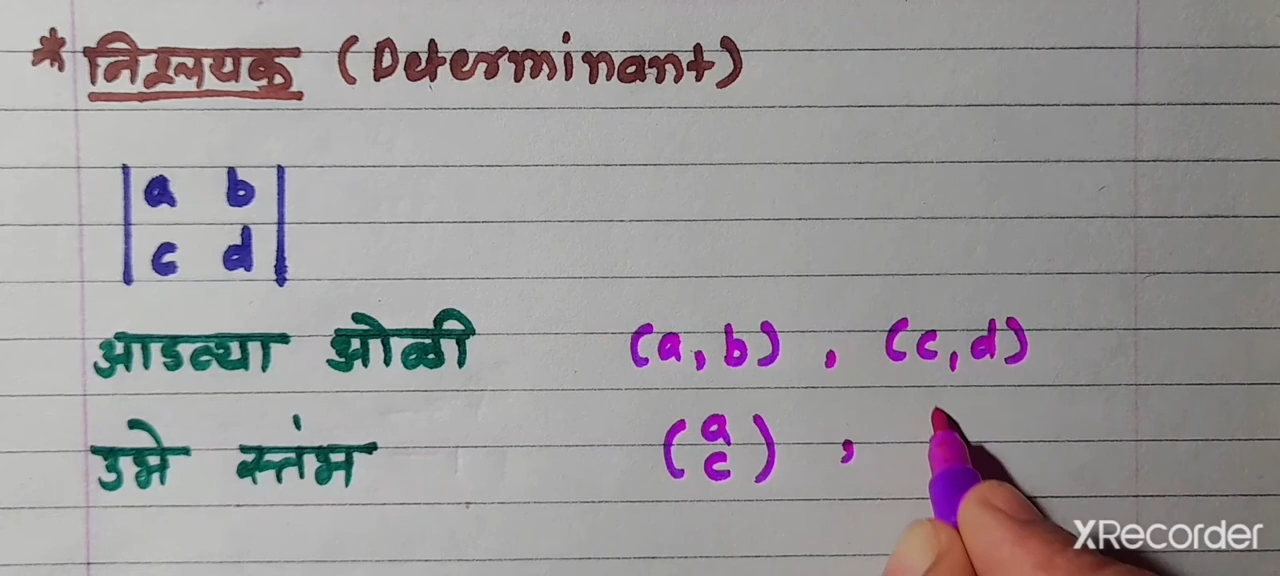 * निश्चयक (Determinant)
| a b |
| c d |
आडव्या ओळी (a, b) , (c, d)
उभे स्तंभ (a c) ,
XRecorder